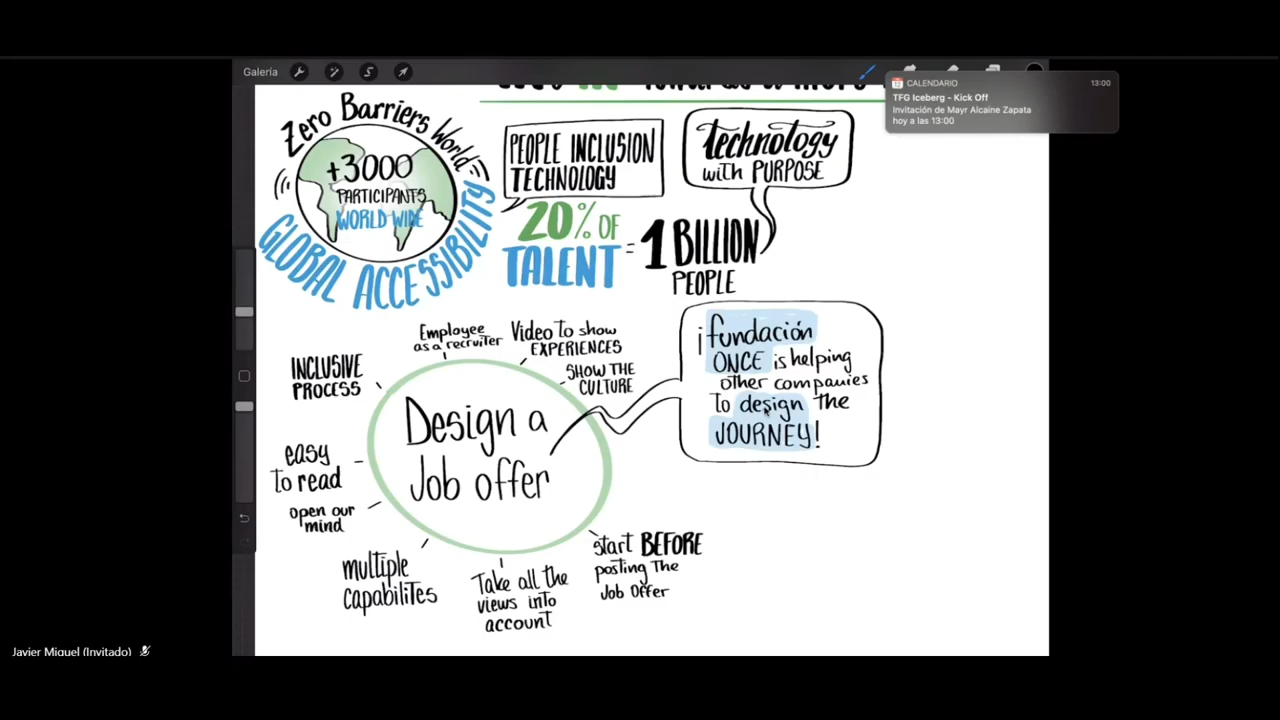 Galería
CALENDARIO 13:00
TFG Iceberg - Kick Off
Invitación de Mayr Alcaine Zapata
hoy a las 13:00
Zero Barriers World
+3000
PARTICIPANTS
WORLD WIDE
GLOBAL ACCESSIBILITY
PEOPLE INCLUSION
TECHNOLOGY
technology
with PURPOSE
20% OF
TALENT
= 1 BILLION
PEOPLE
Employee
as a recruiter
Video to show
EXPERIENCES
SHOW THE
CULTURE
INCLUSIVE
PROCESS
easy
to read
open our
mind
multiple
capabilites
Take all the
views into
account
start BEFORE
posting the
Job Offer
Design a
Job offer
¡fundación
ONCE is helping
other companies
to design the
JOURNEY!
Javier Miguel (Invitado)